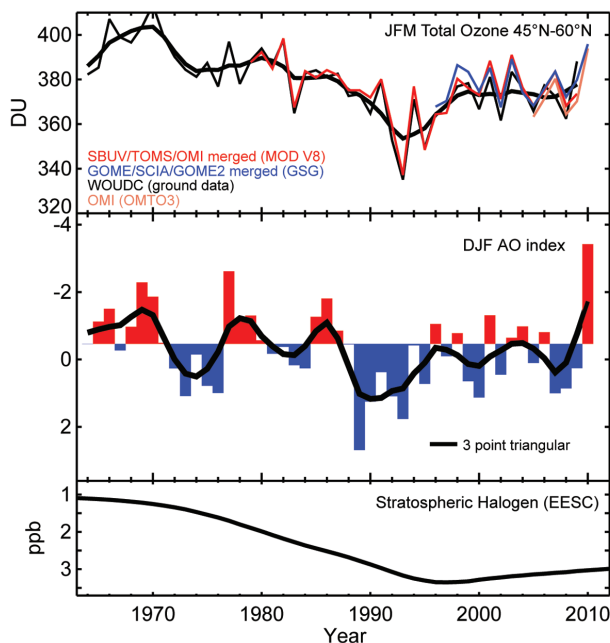 JFM Total Ozone 45°N-60°N
400
380
360
340
320
DU
SBUV/TOMS/OMI merged (MOD V8)
GOME/SCIA/GOME2 merged (GSG)
WOUDC (ground data)
OMI (OMTO3)
DJF AO index
-4
-2
0
2
3 point triangular
Stratospheric Halogen (EESC)
1
2
3
ppb
1970 1980 1990 2000 2010
Year